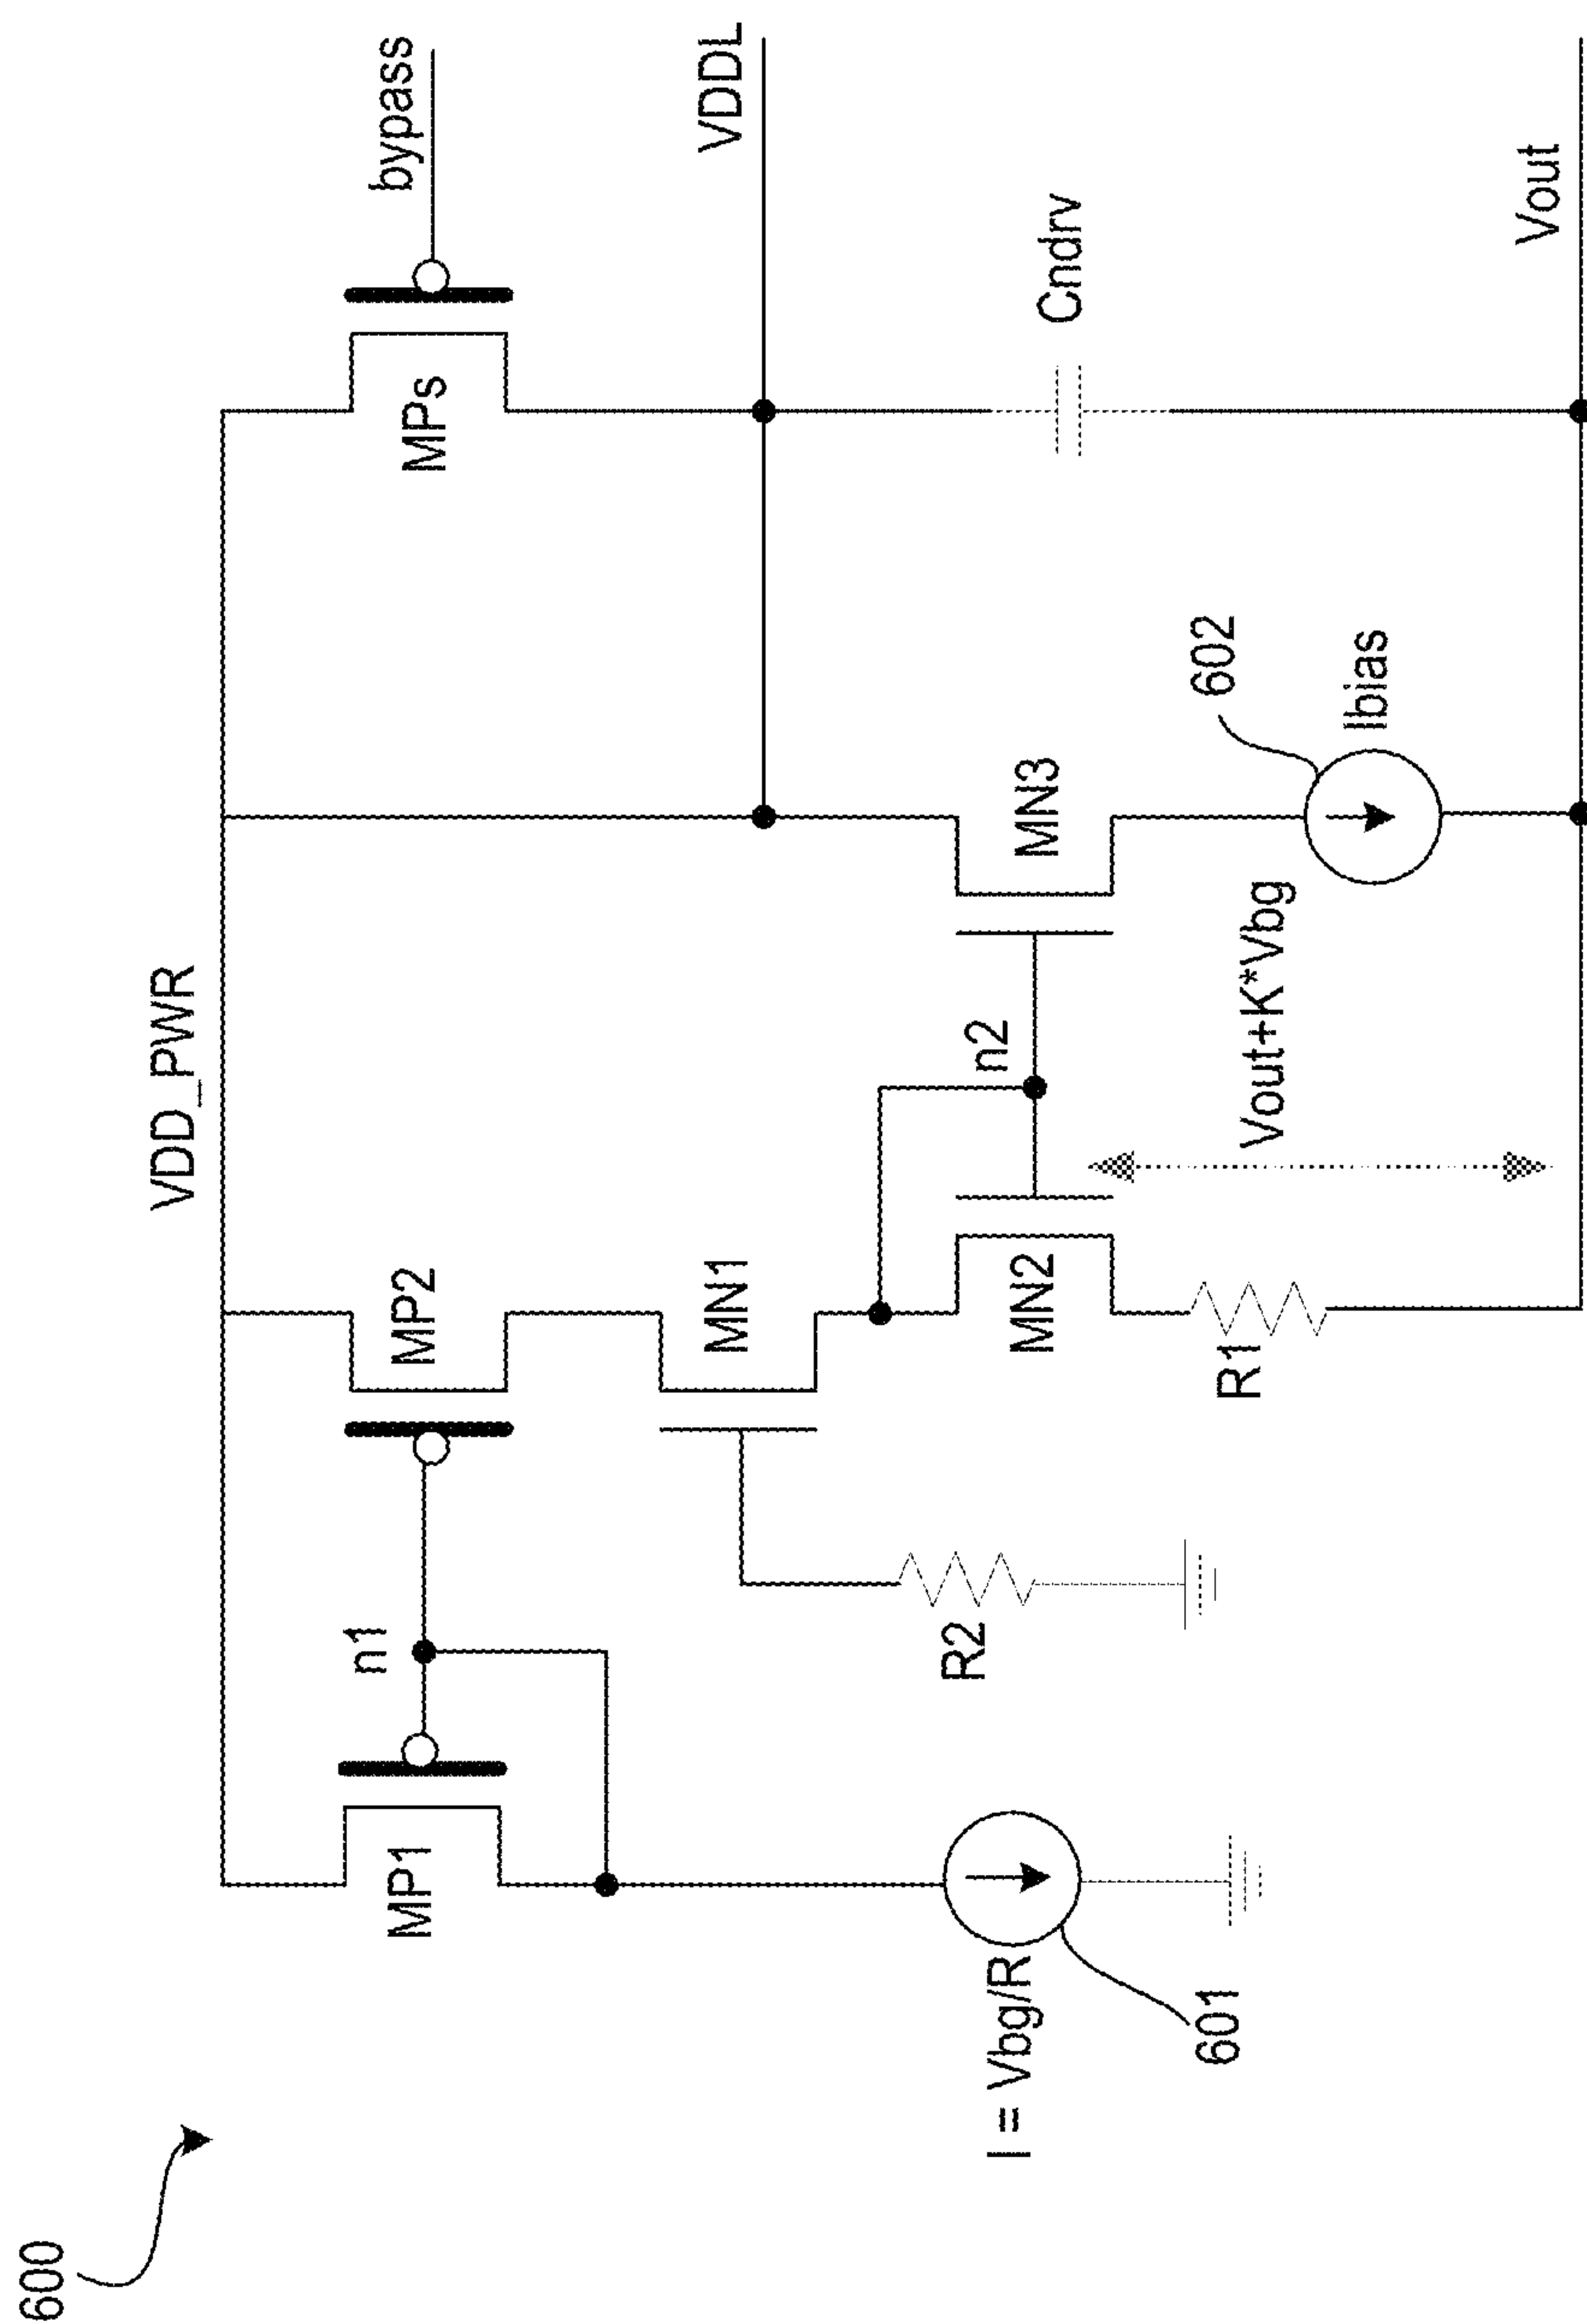 600
VDD_PWR
MP1
n1
MP2
MPs
bypass
MN1
VDDL
I = Vbg/R
601
R2
MN2
n2
MN3
Cndrv
R1
Vout+K*Vbg
602
Ibias
Vout